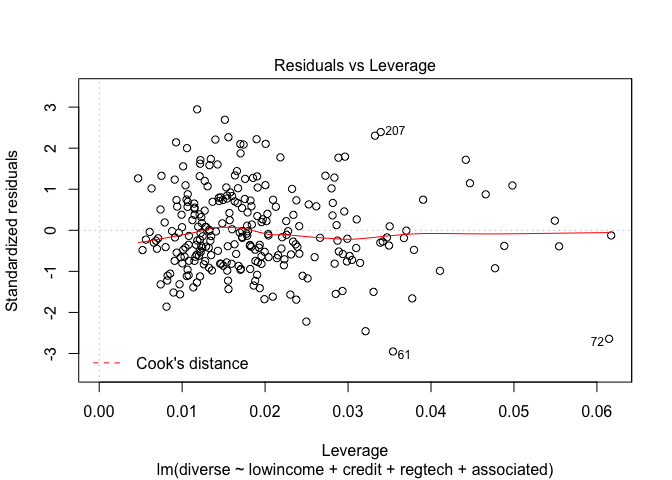 Residuals vs Leverage
Standardized residuals
3
2
1
0
-1
-2
-3
207
61
72
Cook's distance
0.00 0.01 0.02 0.03 0.04 0.05 0.06
Leverage
lm(diverse ~ lowincome + credit + regtech + associated)